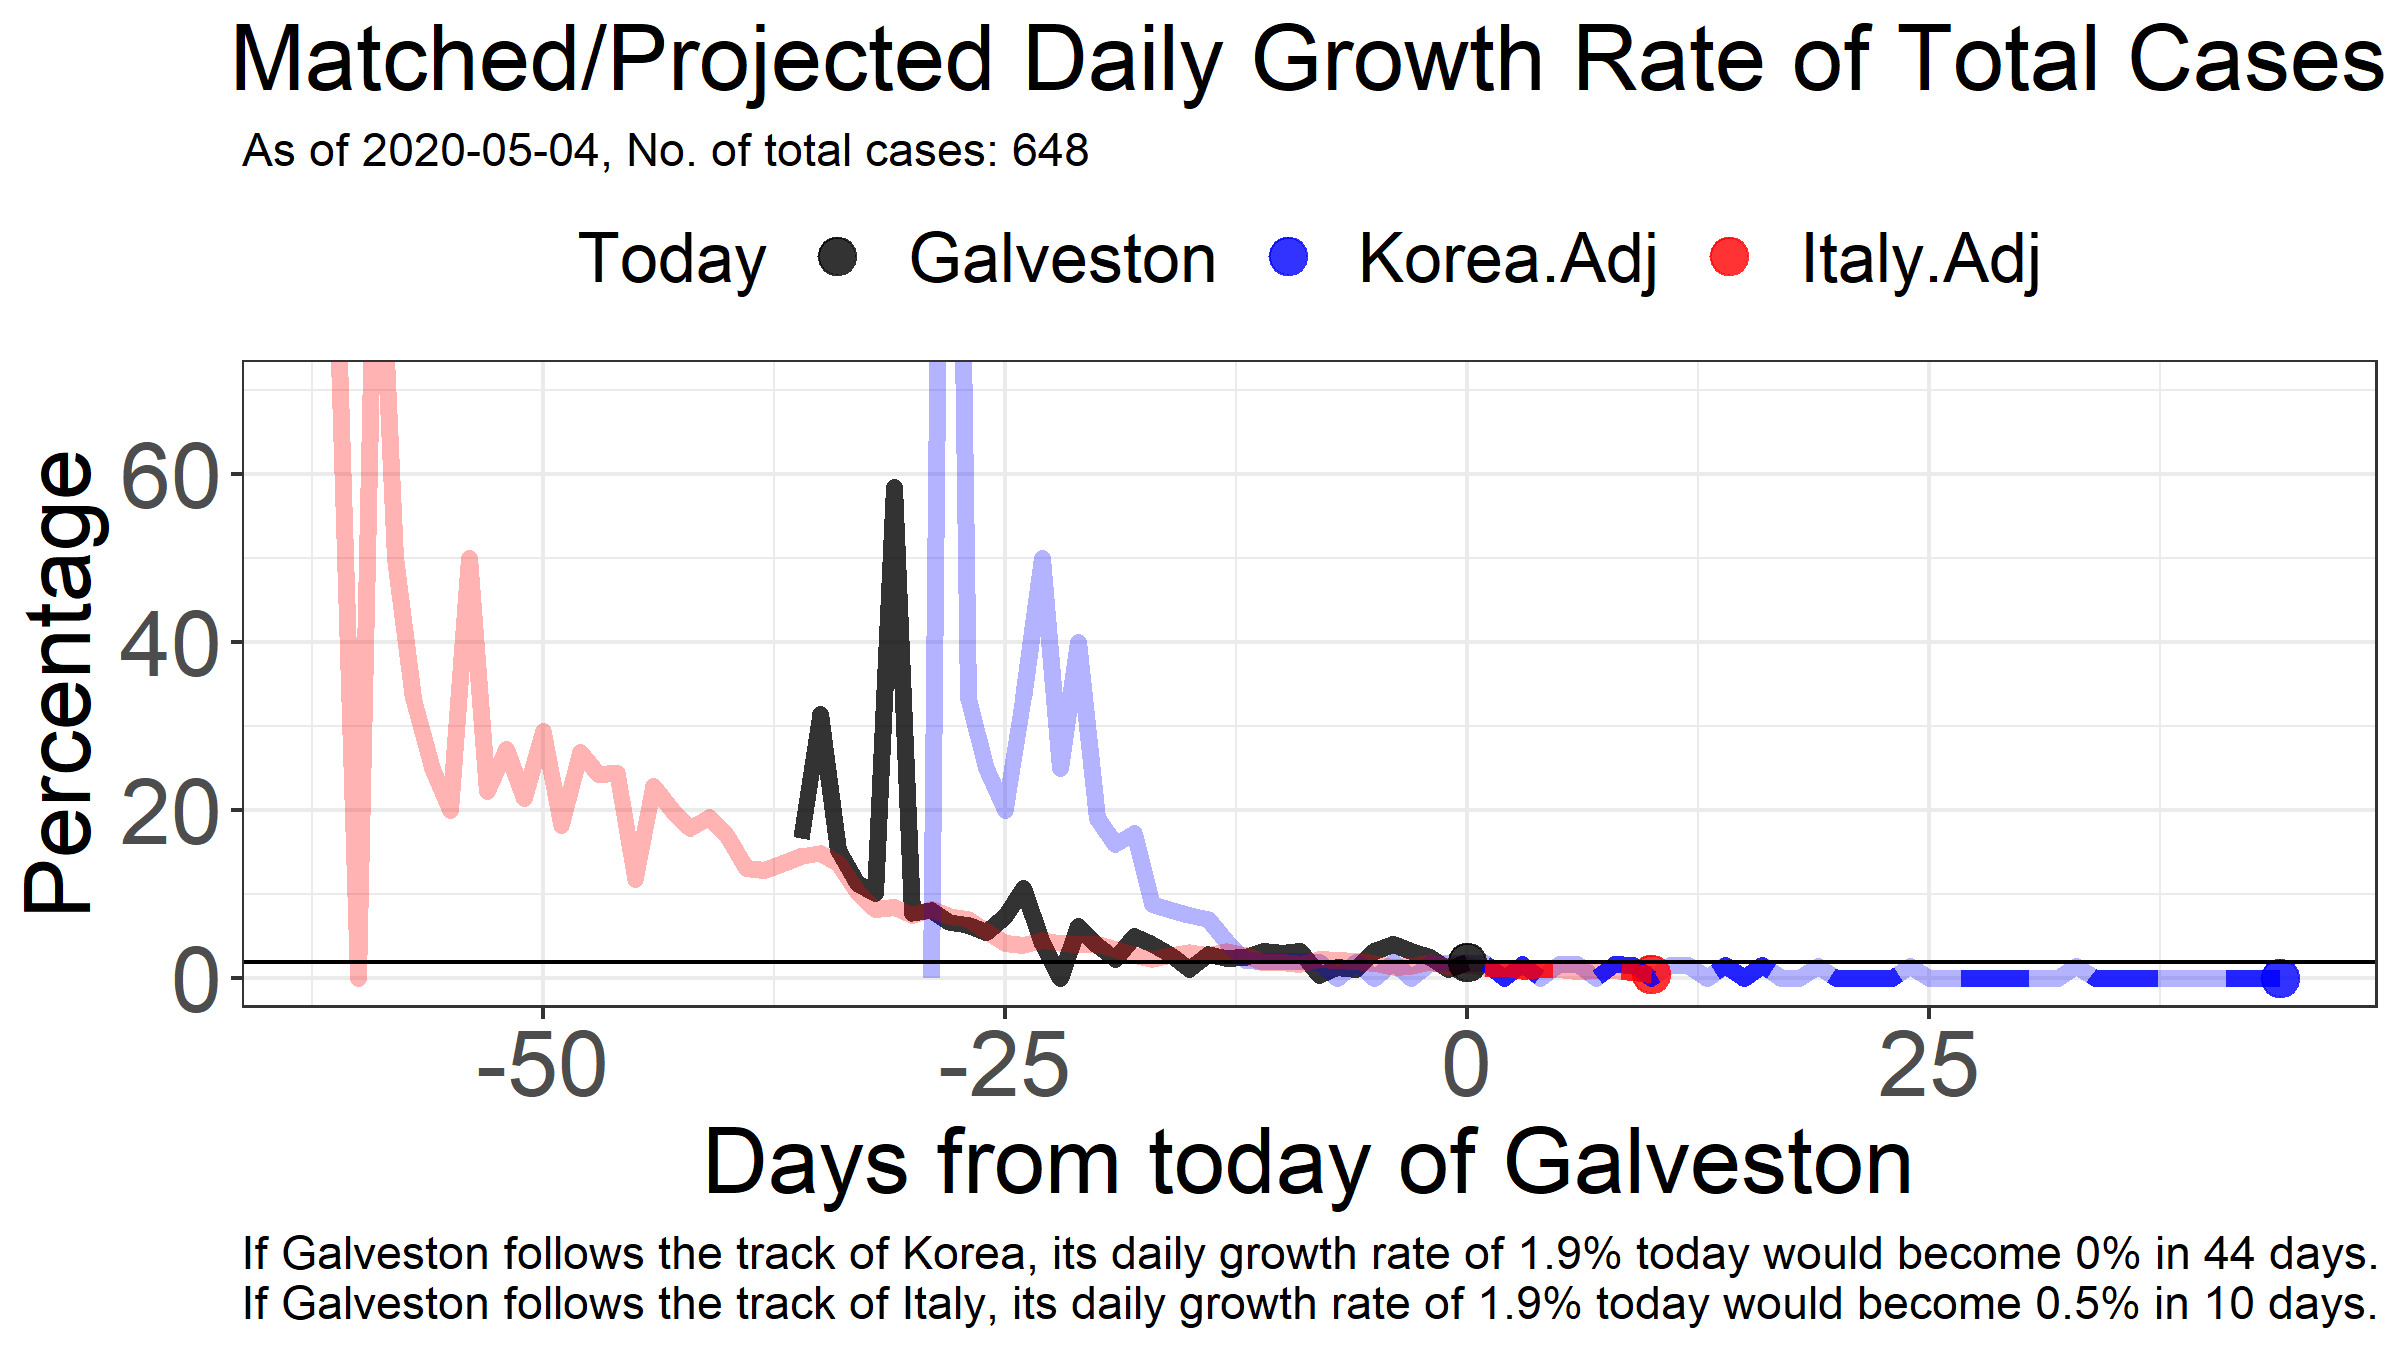 Matched/Projected Daily Growth Rate of Total Cases
As of 2020-05-04, No. of total cases: 648
Today Galveston Korea.Adj Italy.Adj
Percentage
60
40
20
0
-50 -25 0 25
Days from today of Galveston
If Galveston follows the track of Korea, its daily growth rate of 1.9% today would become 0% in 44 days.
If Galveston follows the track of Italy, its daily growth rate of 1.9% today would become 0.5% in 10 days.